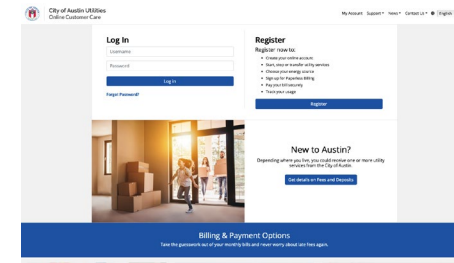 City of Austin Utilities
Online Customer Care
My Account Support News Contact Us English
Log In
Username
Password
Log in
Forgot Password?
Register
Register now to:
• Create your online account
• Start, stop or transfer utility services
• Choose your energy source
• Sign up for Paperless Billing
• Pay your bill securely
• Track your usage
Register
New to Austin?
Depending where you live, you could receive one or more utility
services from the City of Austin.
Get details on Fees and Deposits
Billing & Payment Options
Take the guesswork out of your monthly bills and never worry about late fees again.